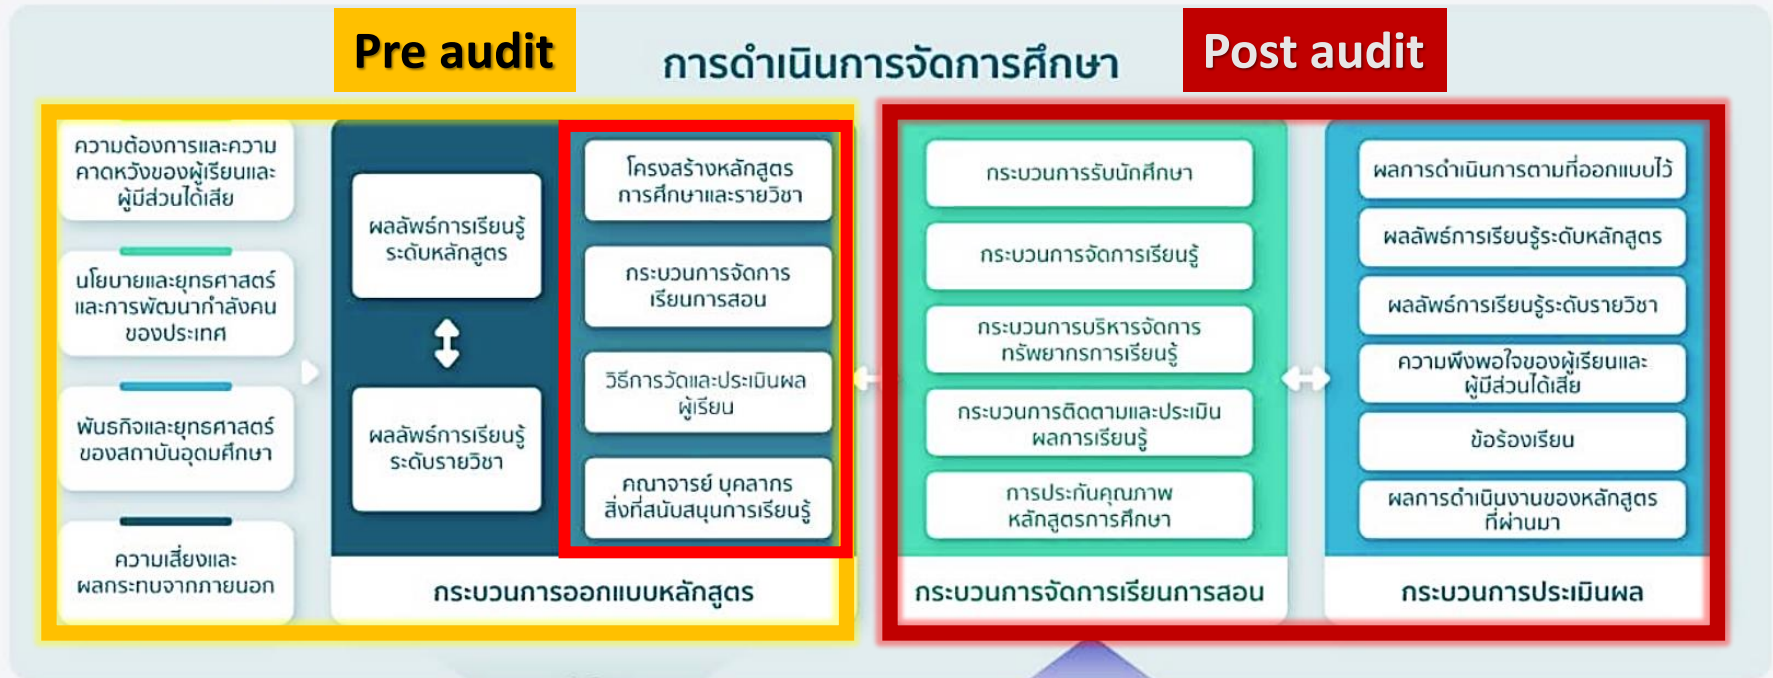 Pre audit
การดำเนินการจัดการศึกษา
Post audit
ความต้องการและความ
คาดหวังของผู้เรียนและ
ผู้มีส่วนได้เสีย
นโยบายและยุทธศาสตร์
และการพัฒนากำลังคน
ของประเทศ
พันธกิจและยุทธศาสตร์
ของสถาบันอุดมศึกษา
ความเสี่ยงและ
ผลกระทบจากภายนอก
ผลลัพธ์การเรียนรู้
ระดับหลักสูตร
ผลลัพธ์การเรียนรู้
ระดับรายวิชา
โครงสร้างหลักสูตร
การศึกษาและรายวิชา
กระบวนการจัดการ
เรียนการสอน
วิธีการวัดและประเมินผล
ผู้เรียน
คณาจารย์ บุคลากร
สิ่งที่สนับสนุนการเรียนรู้
กระบวนการออกแบบหลักสูตร
กระบวนการรับนักศึกษา
กระบวนการจัดการเรียนรู้
กระบวนการบริหารจัดการ
ทรัพยากรการเรียนรู้
กระบวนการติดตามและประเมิน
ผลการเรียนรู้
การประกันคุณภาพ
หลักสูตรการศึกษา
กระบวนการจัดการเรียนการสอน
ผลการดำเนินการตามที่ออกแบบไว้
ผลลัพธ์การเรียนรู้ระดับหลักสูตร
ผลลัพธ์การเรียนรู้ระดับรายวิชา
ความพึงพอใจของผู้เรียนและ
ผู้มีส่วนได้เสีย
ข้อร้องเรียน
ผลการดำเนินงานของหลักสูตร
ที่ผ่านมา
กระบวนการประเมินผล